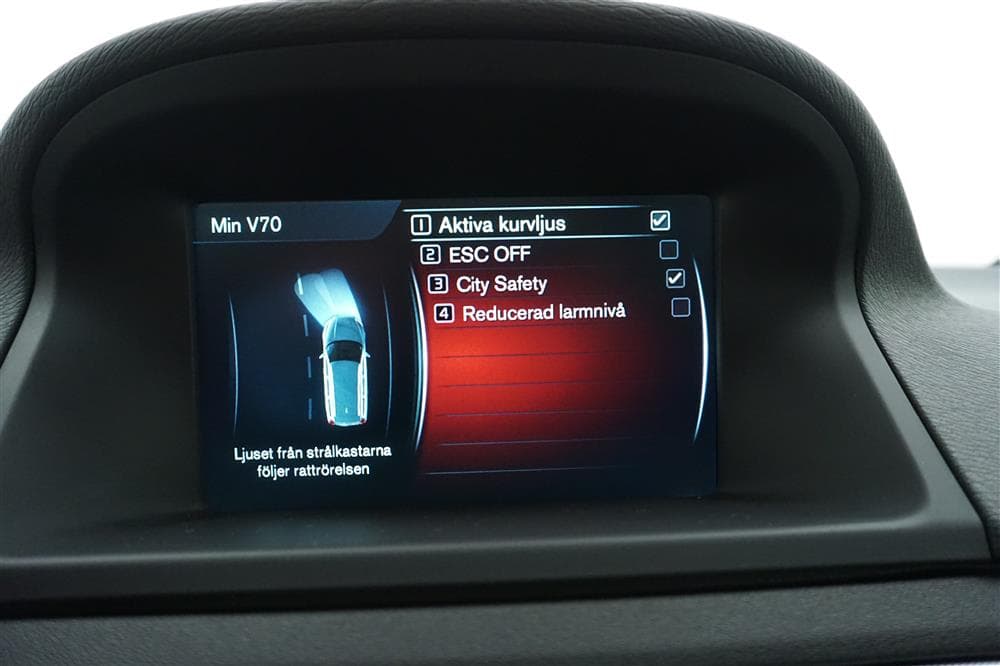 Min V70
1 Aktiva kurvljus
2 ESC OFF
3 City Safety
4 Reducerad larmnivå
Ljuset från strålkastarna
följer rattrörelsen